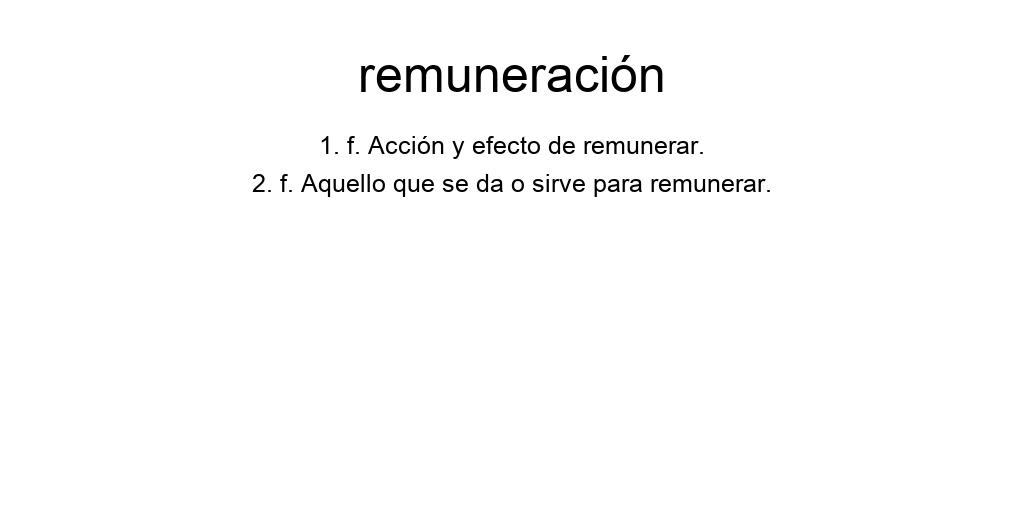 remuneración
1. f. Acción y efecto de remunerar.
2. f. Aquello que se da o sirve para remunerar.